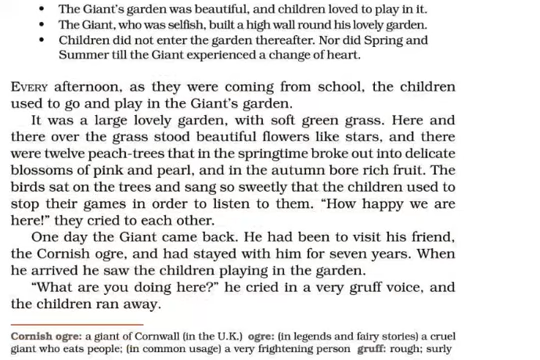 • The Giant's garden was beautiful, and children loved to play in it.
• The Giant, who was selfish, built a high wall round his lovely garden.
• Children did not enter the garden thereafter. Nor did Spring and
Summer till the Giant experienced a change of heart.
EVERY afternoon, as they were coming from school, the children
used to go and play in the Giant's garden.
It was a large lovely garden, with soft green grass. Here and
there over the grass stood beautiful flowers like stars, and there
were twelve peach-trees that in the springtime broke out into delicate
blossoms of pink and pearl, and in the autumn bore rich fruit. The
birds sat on the trees and sang so sweetly that the children used to
stop their games in order to listen to them. “How happy we are
here!” they cried to each other.
One day the Giant came back. He had been to visit his friend,
the Cornish ogre, and had stayed with him for seven years. When
he arrived he saw the children playing in the garden.
“What are you doing here?” he cried in a very gruff voice, and
the children ran away.
Cornish ogre: a giant of Cornwall (in the U.K.) ogre: (in legends and fairy stories) a cruel
giant who eats people; (in common usage) a very frightening person gruff: rough; surly